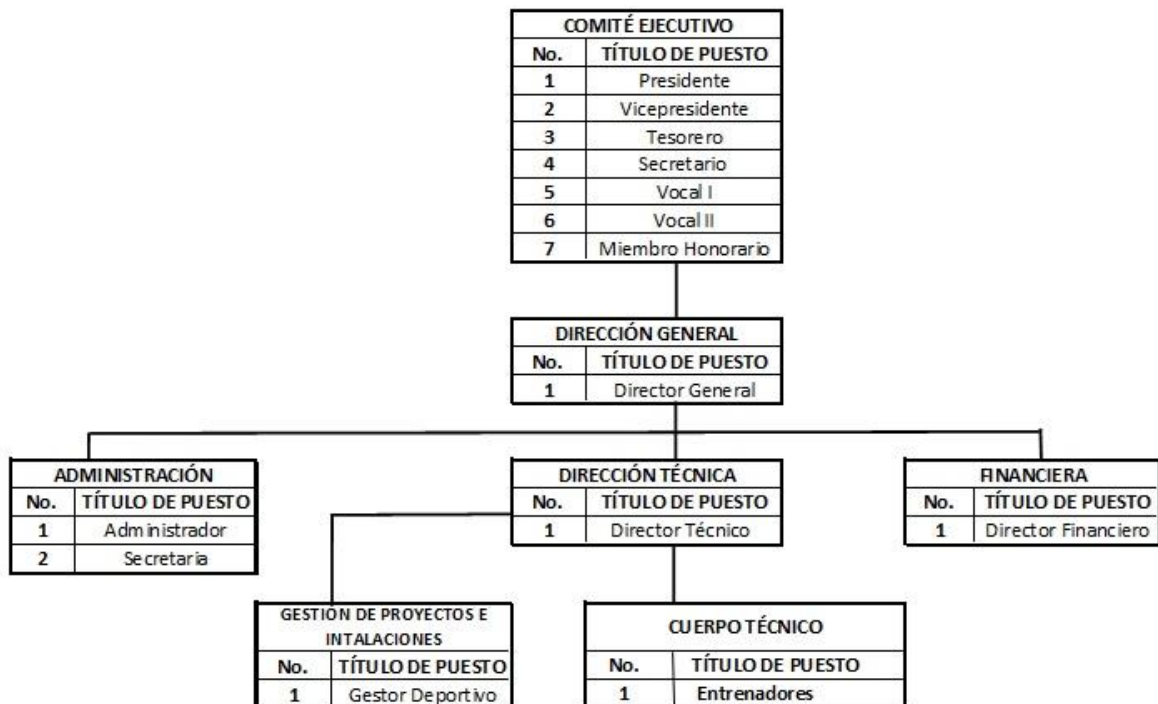 COMITÉ EJECUTIVO
No. TÍTULO DE PUESTO
1 Presidente
2 Vicepresidente
3 Tesorero
4 Secretario
5 Vocal I
6 Vocal II
7 Miembro Honorario
DIRECCIÓN GENERAL
No. TÍTULO DE PUESTO
1 Director General
ADMINISTRACIÓN
No. TÍTULO DE PUESTO
1 Administrador
2 Secretaria
DIRECCIÓN TÉCNICA
No. TÍTULO DE PUESTO
1 Director Técnico
FINANCIERA
No. TÍTULO DE PUESTO
1 Director Financiero
GESTIÓN DE PROYECTOS E
INTALACIONES
No. TÍTULO DE PUESTO
1 Gestor Deportivo
CUERPO TÉCNICO
No. TÍTULO DE PUESTO
1 Entrenadores